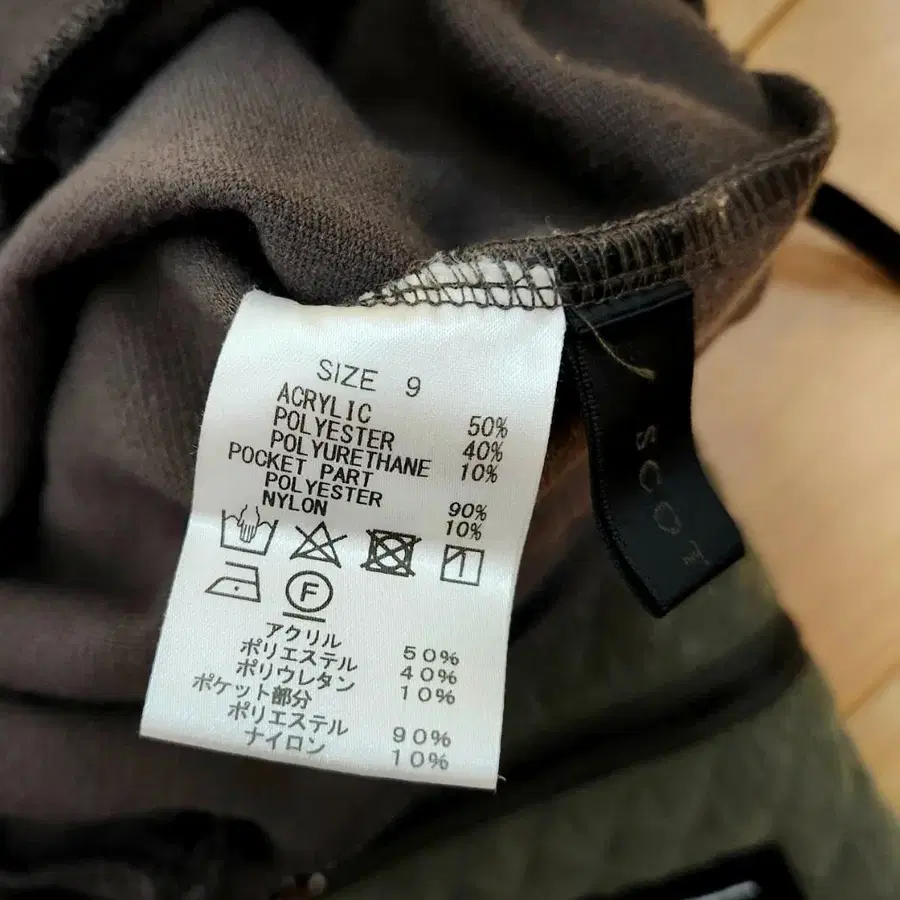 SIZE 9
ACRYLIC 50%
POLYESTER 40%
POLYURETHANE 10%
POCKET PART
POLYESTER 90%
NYLON 10%
1
F
アクリル 50%
ポリエステル 40%
ポリウレタン 10%
ポケット部分
ポリエステル 90%
ナイロン 10%
SCOT